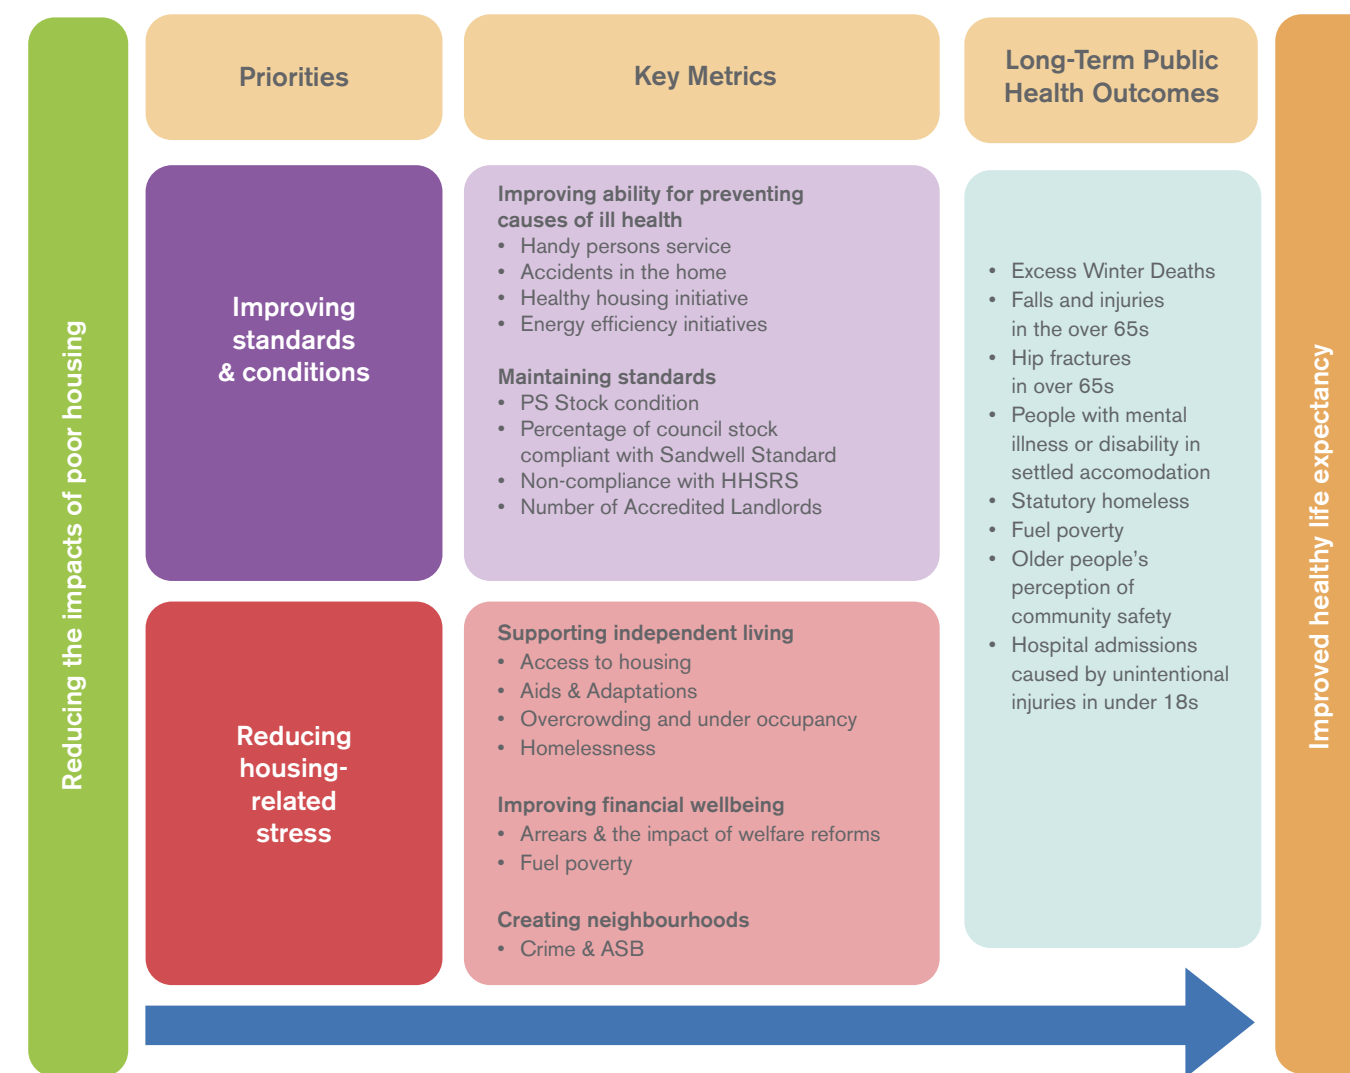 Reducing the impacts of poor housing
Priorities
Key Metrics
Long-Term Public
Health Outcomes
Improving
standards
& conditions
Improving ability for preventing
causes of ill health
• Handy persons service
• Accidents in the home
• Healthy housing initiative
• Energy efficiency initiatives
Maintaining standards
• PS Stock condition
• Percentage of council stock
compliant with Sandwell Standard
• Non-compliance with HHSRS
• Number of Accredited Landlords
Reducing
housing-
related
stress
Supporting independent living
• Access to housing
• Aids & Adaptations
• Overcrowding and under occupancy
• Homelessness
Improving financial wellbeing
• Arrears & the impact of welfare reforms
• Fuel poverty
Creating neighbourhoods
• Crime & ASB
• Excess Winter Deaths
• Falls and injuries
in the over 65s
• Hip fractures
in over 65s
• People with mental
illness or disability in
settled accomodation
• Statutory homeless
• Fuel poverty
• Older people's
perception of
community safety
• Hospital admissions
caused by unintentional
injuries in under 18s
Improved healthy life expectancy